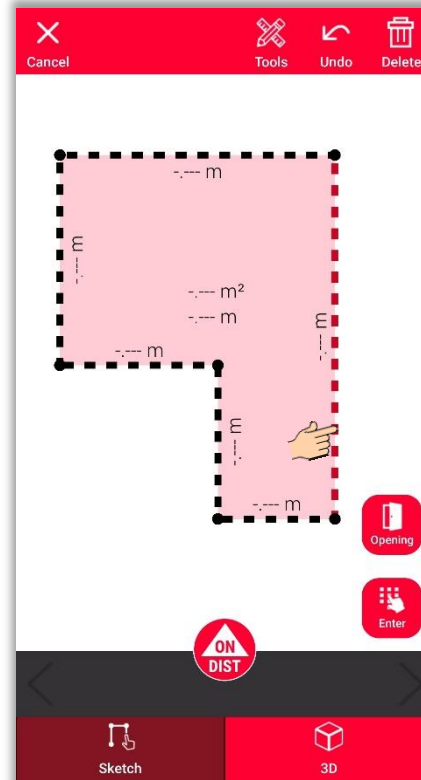 Cancel
Tools
Undo
Delete
-.--- m
-.--- m
-.--- m²
-.--- m
-.--- m
-.--- m
-.--- m
-.--- m
Opening
Enter
ON
DIST
Sketch
3D